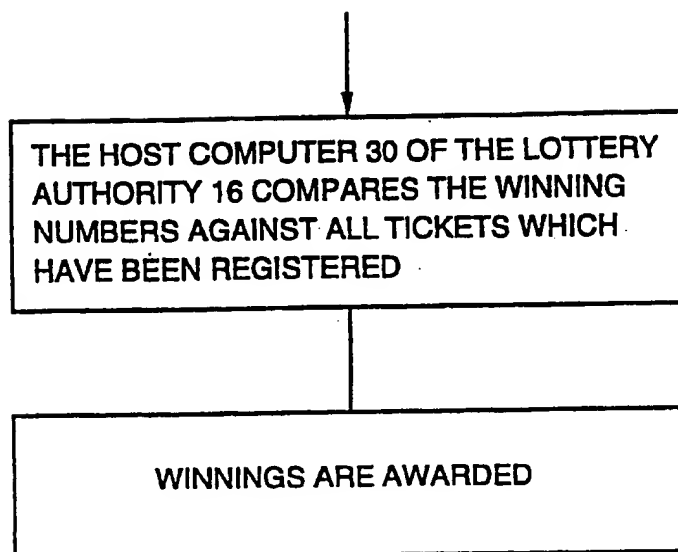 THE HOST COMPUTER 30 OF THE LOTTERY
AUTHORITY 16 COMPARES THE WINNING
NUMBERS AGAINST ALL TICKETS WHICH
HAVE BEEN REGISTERED
WINNINGS ARE AWARDED